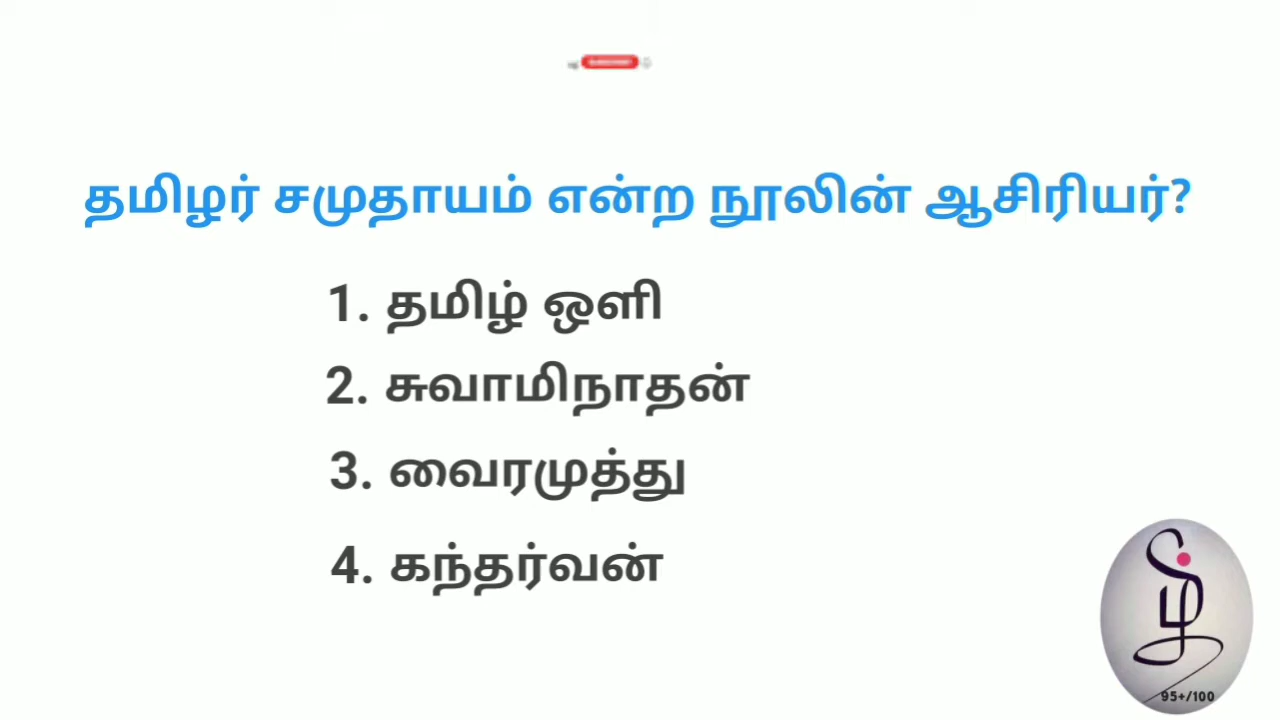 தமிழர் சமுதாயம் என்ற நூலின் ஆசிரியர்?
1. தமிழ் ஒளி
2. சுவாமிநாதன்
3. வைரமுத்து
4. கந்தர்வன்
95+/100